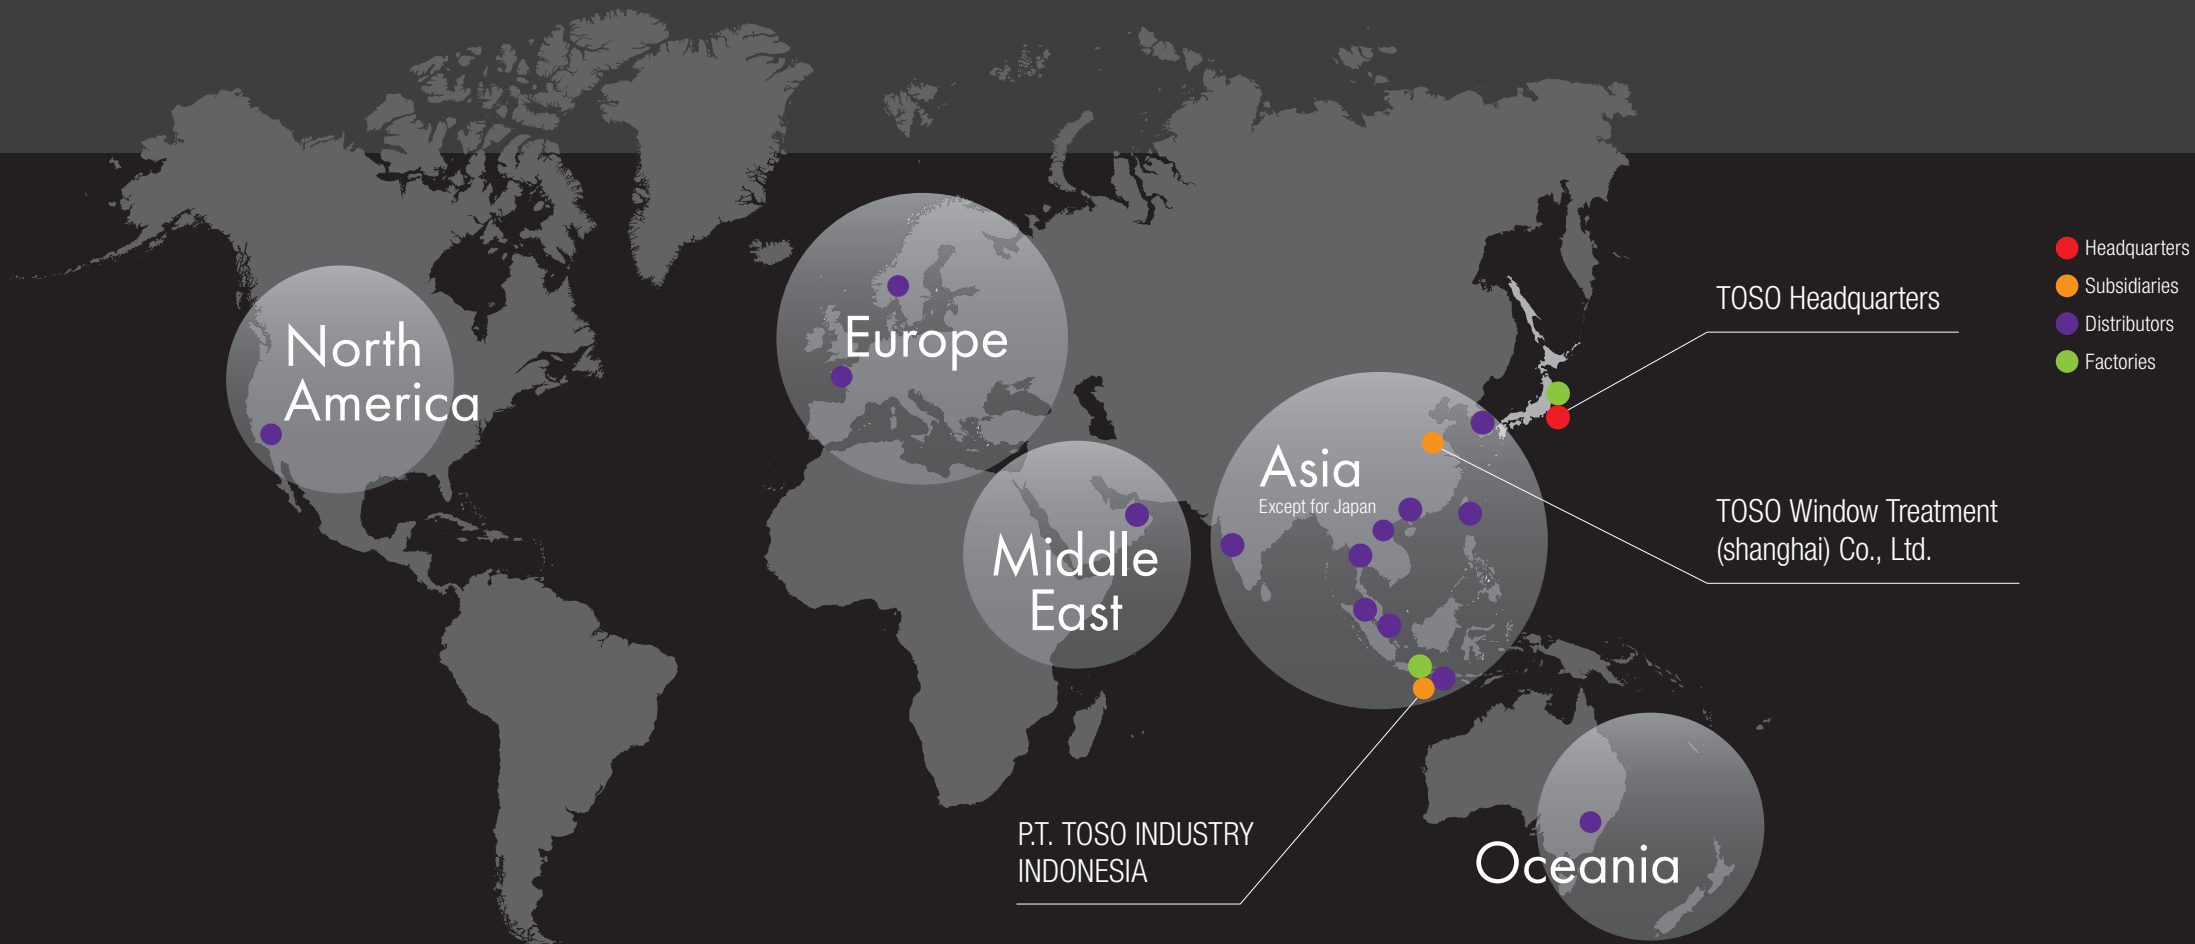 North
America
Europe
Middle
East
Asia
Except for Japan
Oceania
TOSO Headquarters
TOSO Window Treatment
(shanghai) Co., Ltd.
P.T. TOSO INDUSTRY
INDONESIA
Headquarters
Subsidiaries
Distributors
Factories